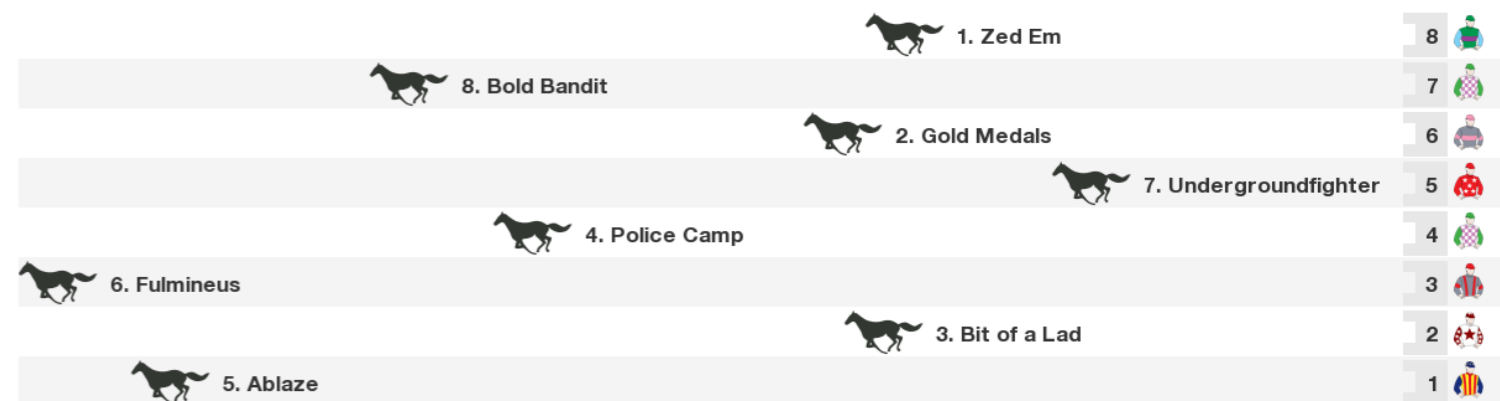 1. Zed Em 8
8. Bold Bandit 7
2. Gold Medals 6
7. Undergroundfighter 5
4. Police Camp 4
6. Fulmineus 3
3. Bit of a Lad 2
5. Ablaze 1